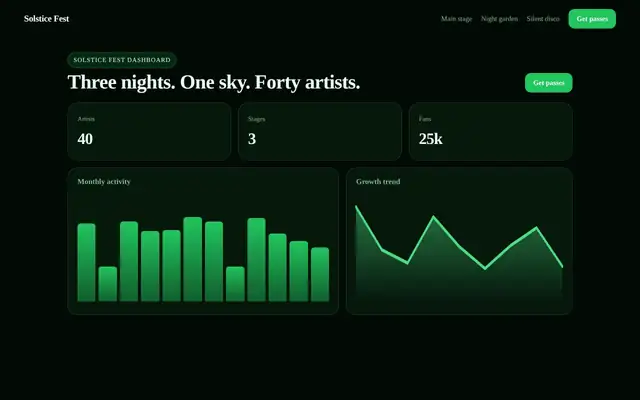 Solstice Fest
Main stage
Night garden
Silent disco
Get passes
SOLSTICE FEST DASHBOARD
Three nights. One sky. Forty artists.
Get passes
Artists
Stages
Fans
40
3
25k
Monthly activity
Growth trend